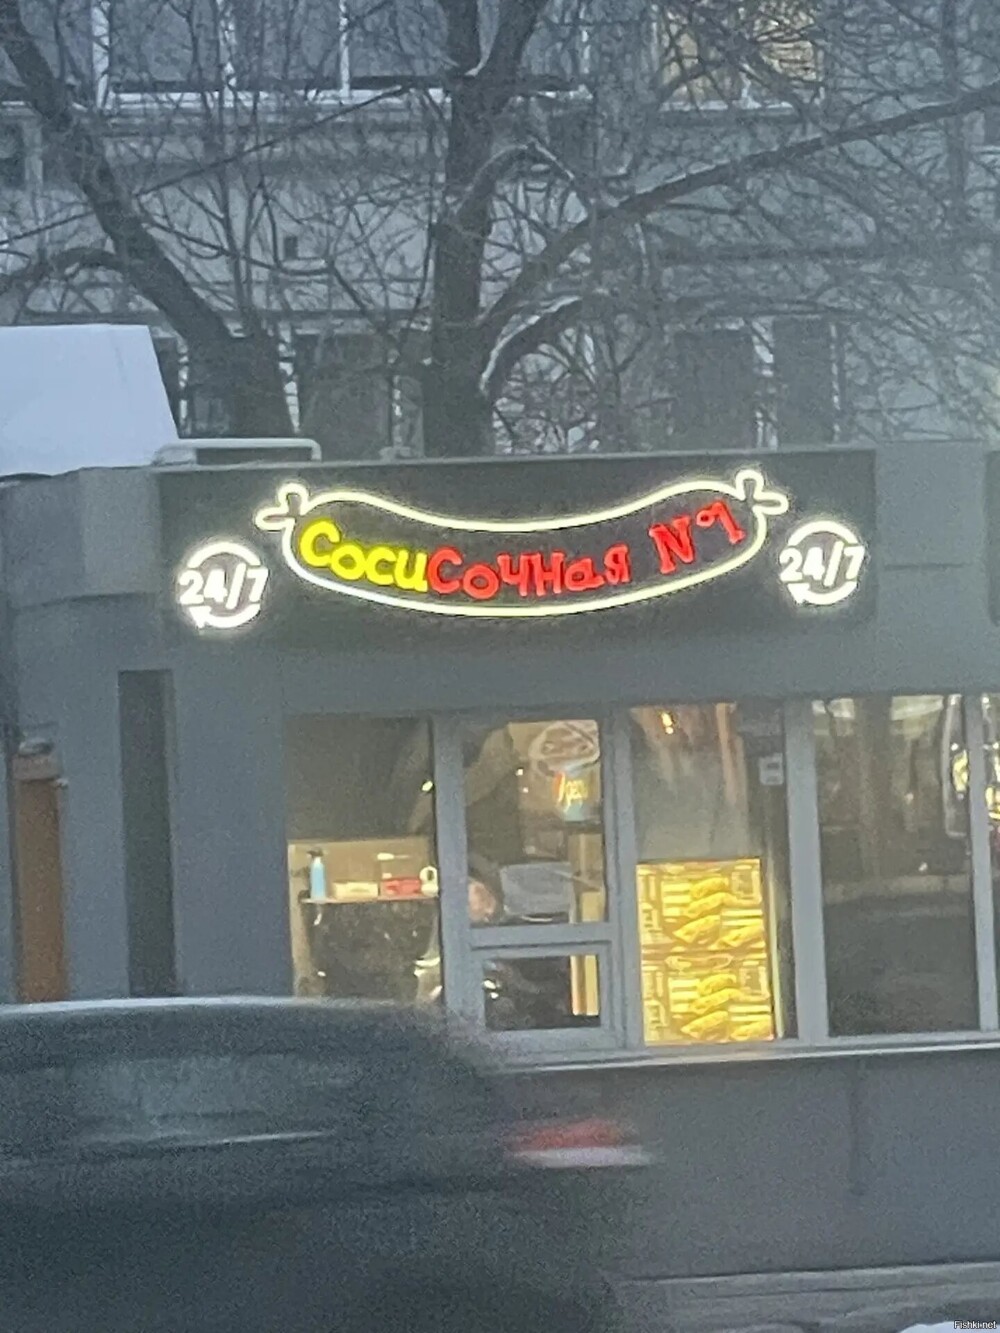 СосиСочная №1
24/7
24/7
Fishki.net